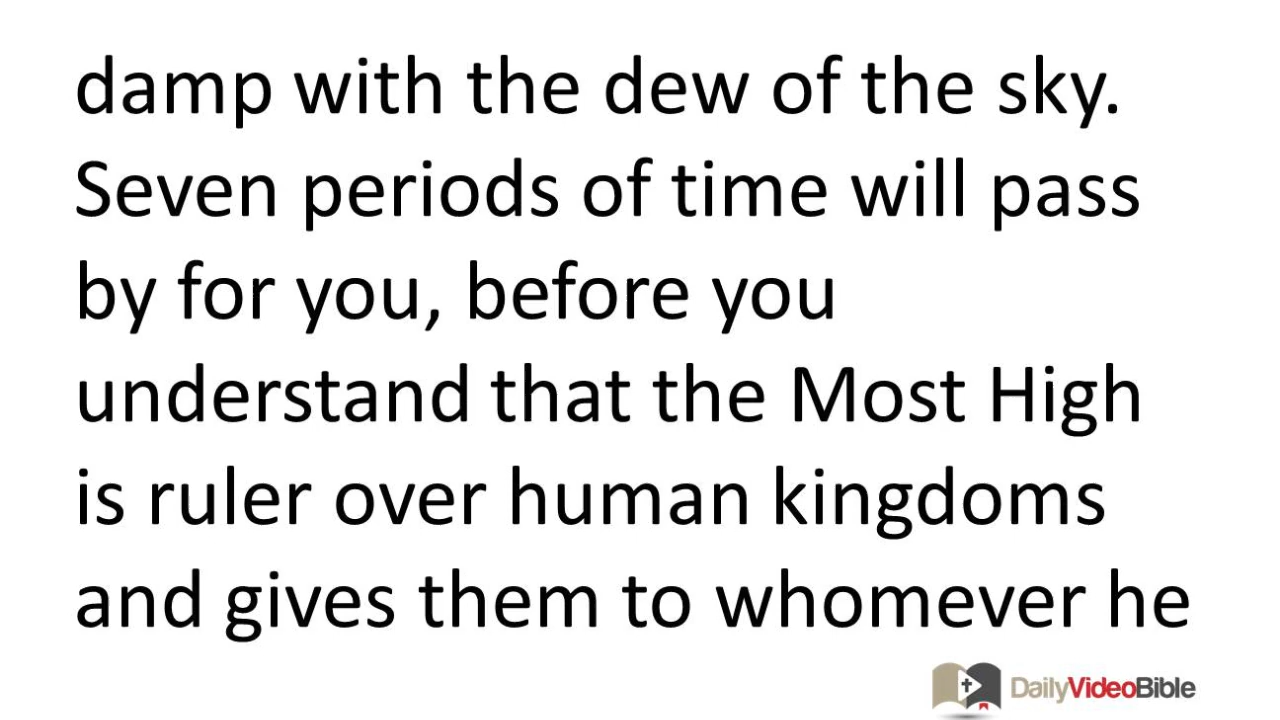 damp with the dew of the sky.
Seven periods of time will pass
by for you, before you
understand that the Most High
is ruler over human kingdoms
and gives them to whomever he
DailyVideoBible